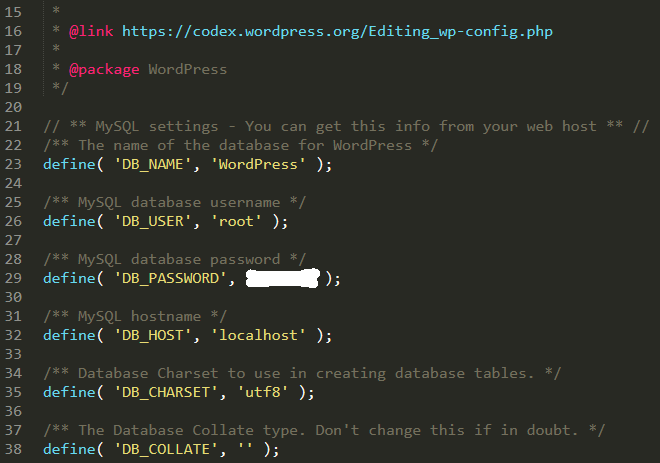 15 *
16 * @link https://codex.wordpress.org/Editing_wp-config.php
17 *
18 * @package WordPress
19 */
20
21 // ** MySQL settings - You can get this info from your web host ** //
22 /** The name of the database for WordPress */
23 define( 'DB_NAME', 'WordPress' );
24
25 /** MySQL database username */
26 define( 'DB_USER', 'root' );
27
28 /** MySQL database password */
29 define( 'DB_PASSWORD', );
30
31 /** MySQL hostname */
32 define( 'DB_HOST', 'localhost' );
33
34 /** Database Charset to use in creating database tables. */
35 define( 'DB_CHARSET', 'utf8' );
36
37 /** The Database Collate type. Don't change this if in doubt. */
38 define( 'DB_COLLATE', '' );